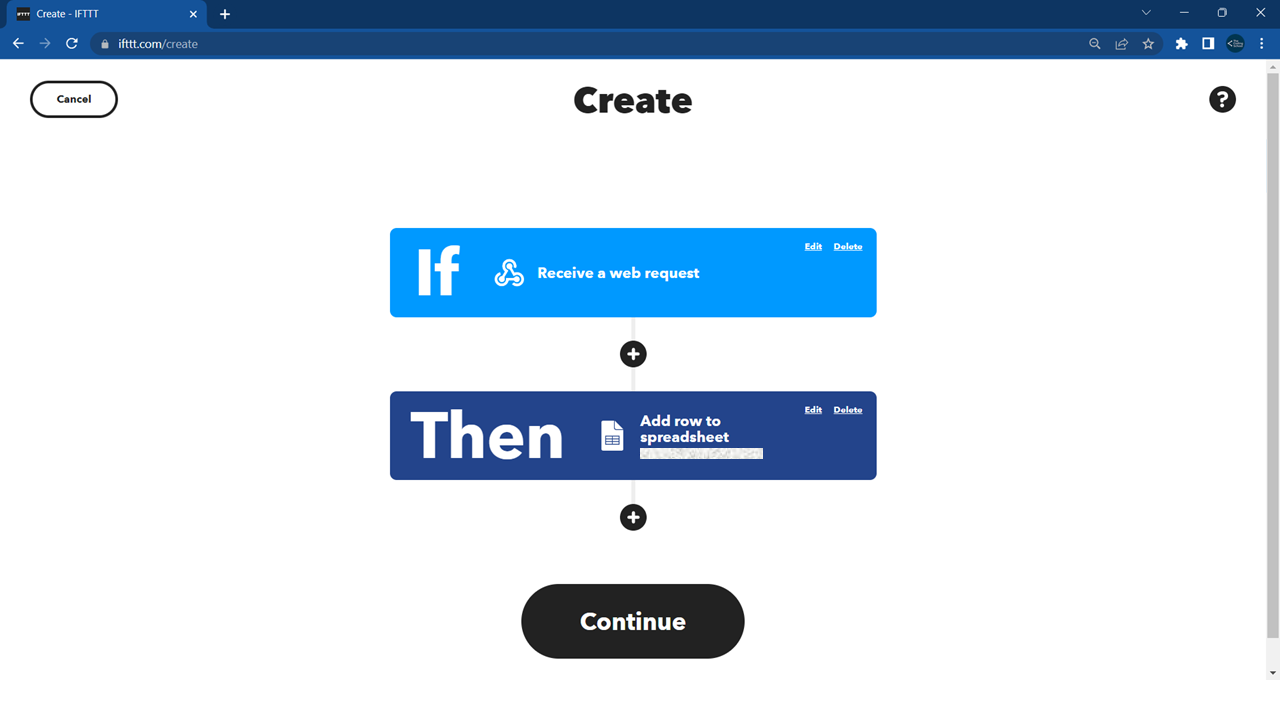 IFTTT Create - IFTTT
ifttt.com/create
Cancel
Create
?
If
Receive a web request
Edit Delete
Then
Add row to
spreadsheet
Edit Delete
Continue